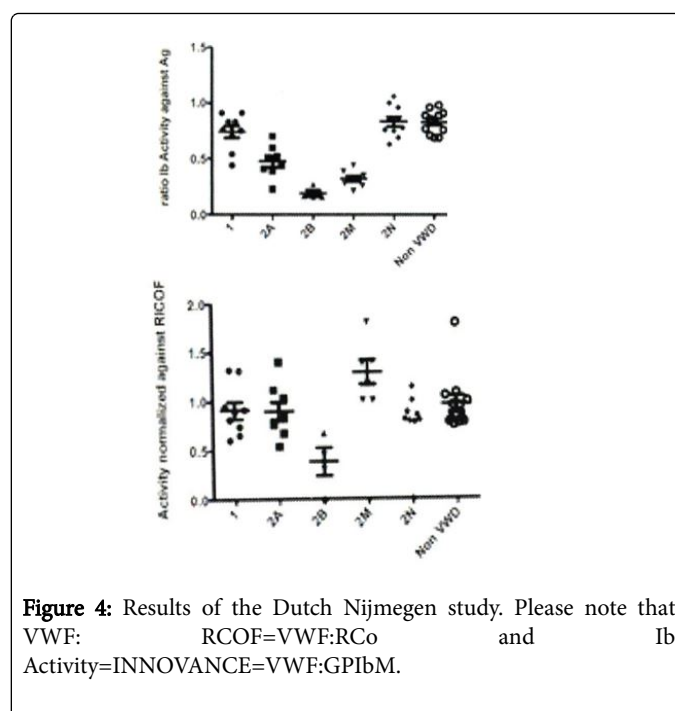 ratio Ib Activity against Ag
1.5
1.0
0.5
0.0
1
2A
2B
2M
2N
Non VWD
Activity normallized against RICOF
2.0
1.5
1.0
0.5
0.0
1
2A
2B
2M
2N
Non VWD
Figure 4: Results of the Dutch Nijmegen study. Please note that
VWF: RCOF=VWF:RCo and Ib
Activity=INNOVANCE=VWF:GPIbM.